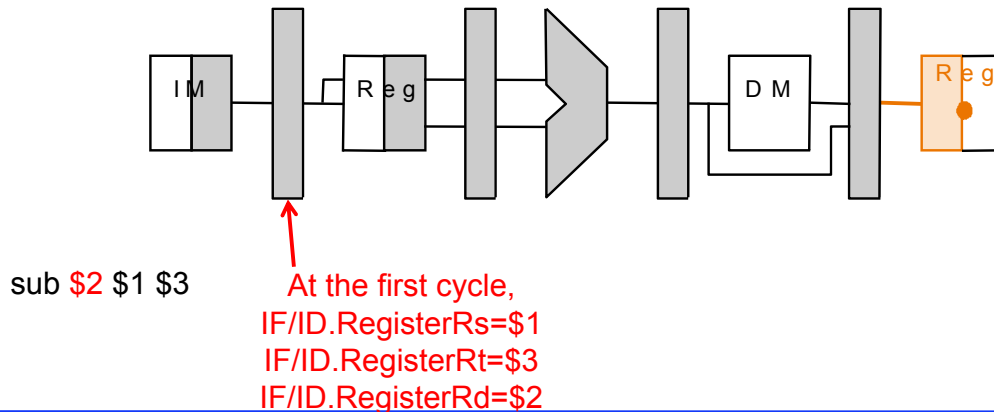 IM Reg DM Reg
sub $2 $1 $3
At the first cycle,
IF/ID.RegisterRs=$1
IF/ID.RegisterRt=$3
IF/ID.RegisterRd=$2